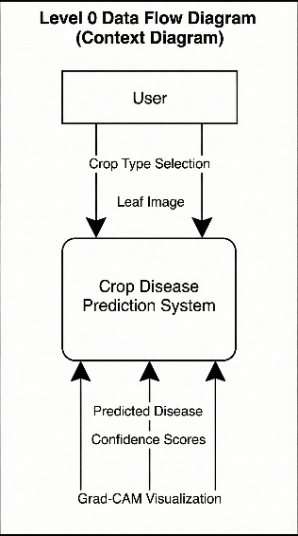 Level 0 Data Flow Diagram
(Context Diagram)
User
Crop Type Selection
Leaf Image
Crop Disease
Prediction System
Predicted Disease
Confidence Scores
Grad-CAM Visualization